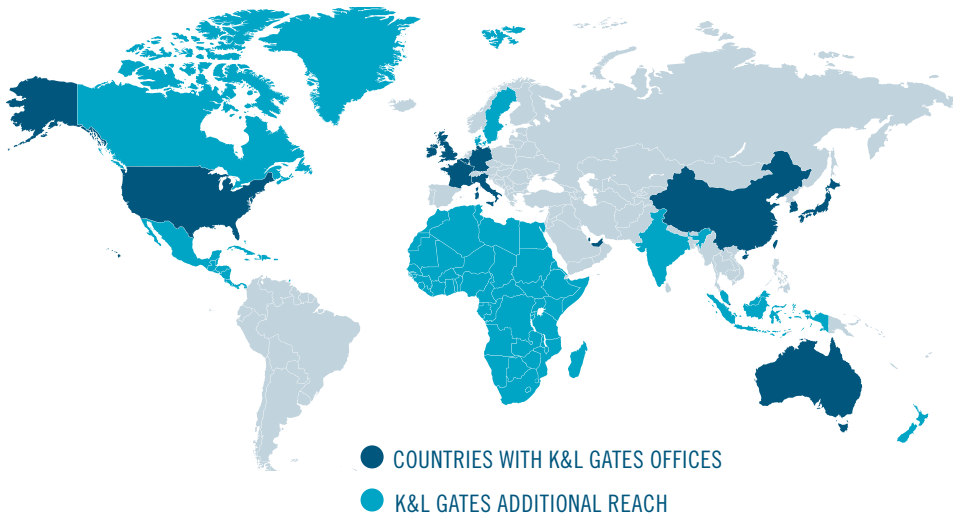 COUNTRIES WITH K&L GATES OFFICES
K&L GATES ADDITIONAL REACH